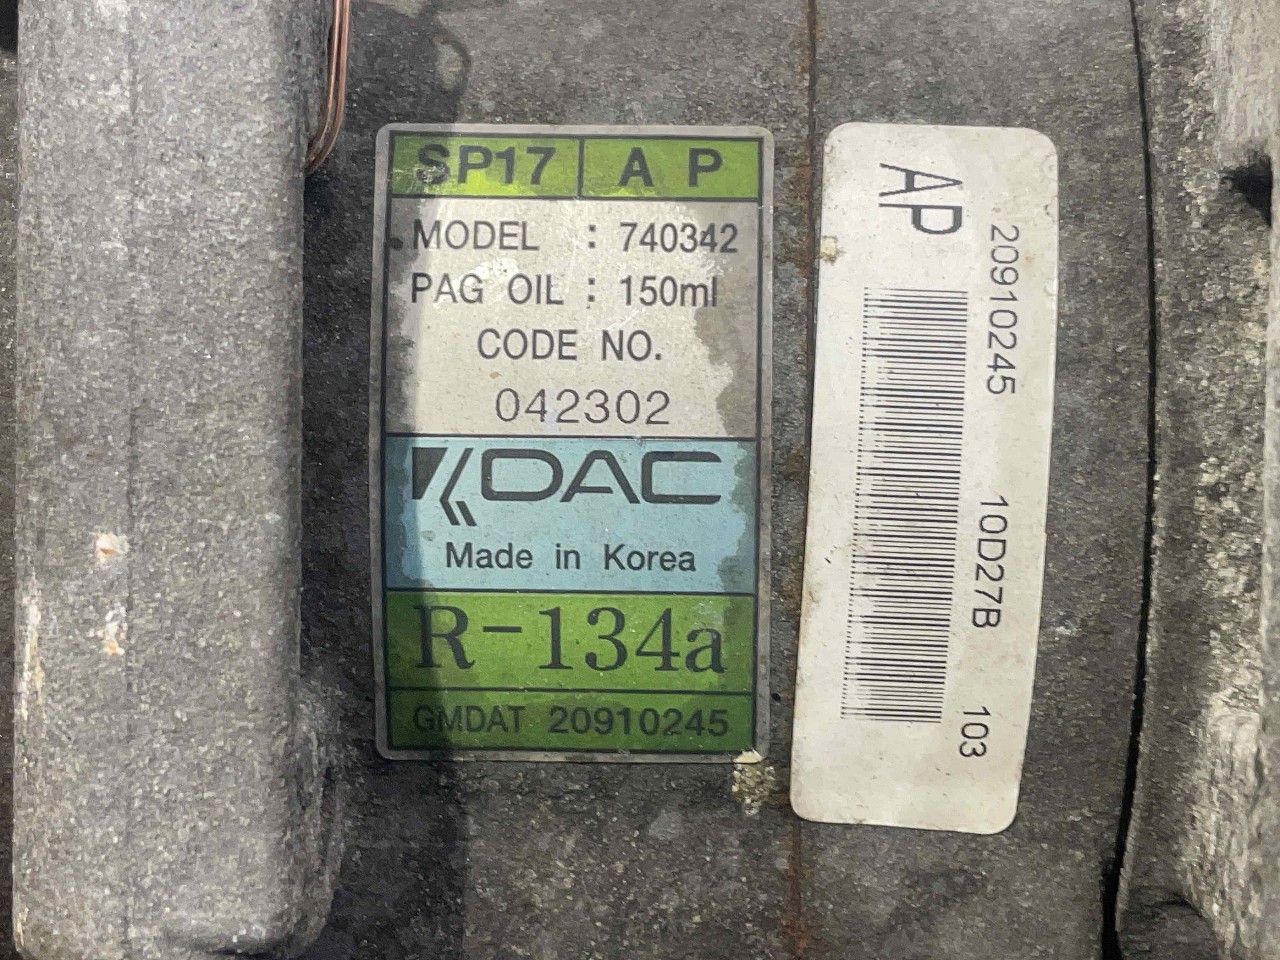 SP17 A P
MODEL : 740342
PAG OIL : 150ml
CODE NO.
042302
KDAC
Made in Korea
R-134a
GMDAT 20910245
AP
20910245 10D27B 103